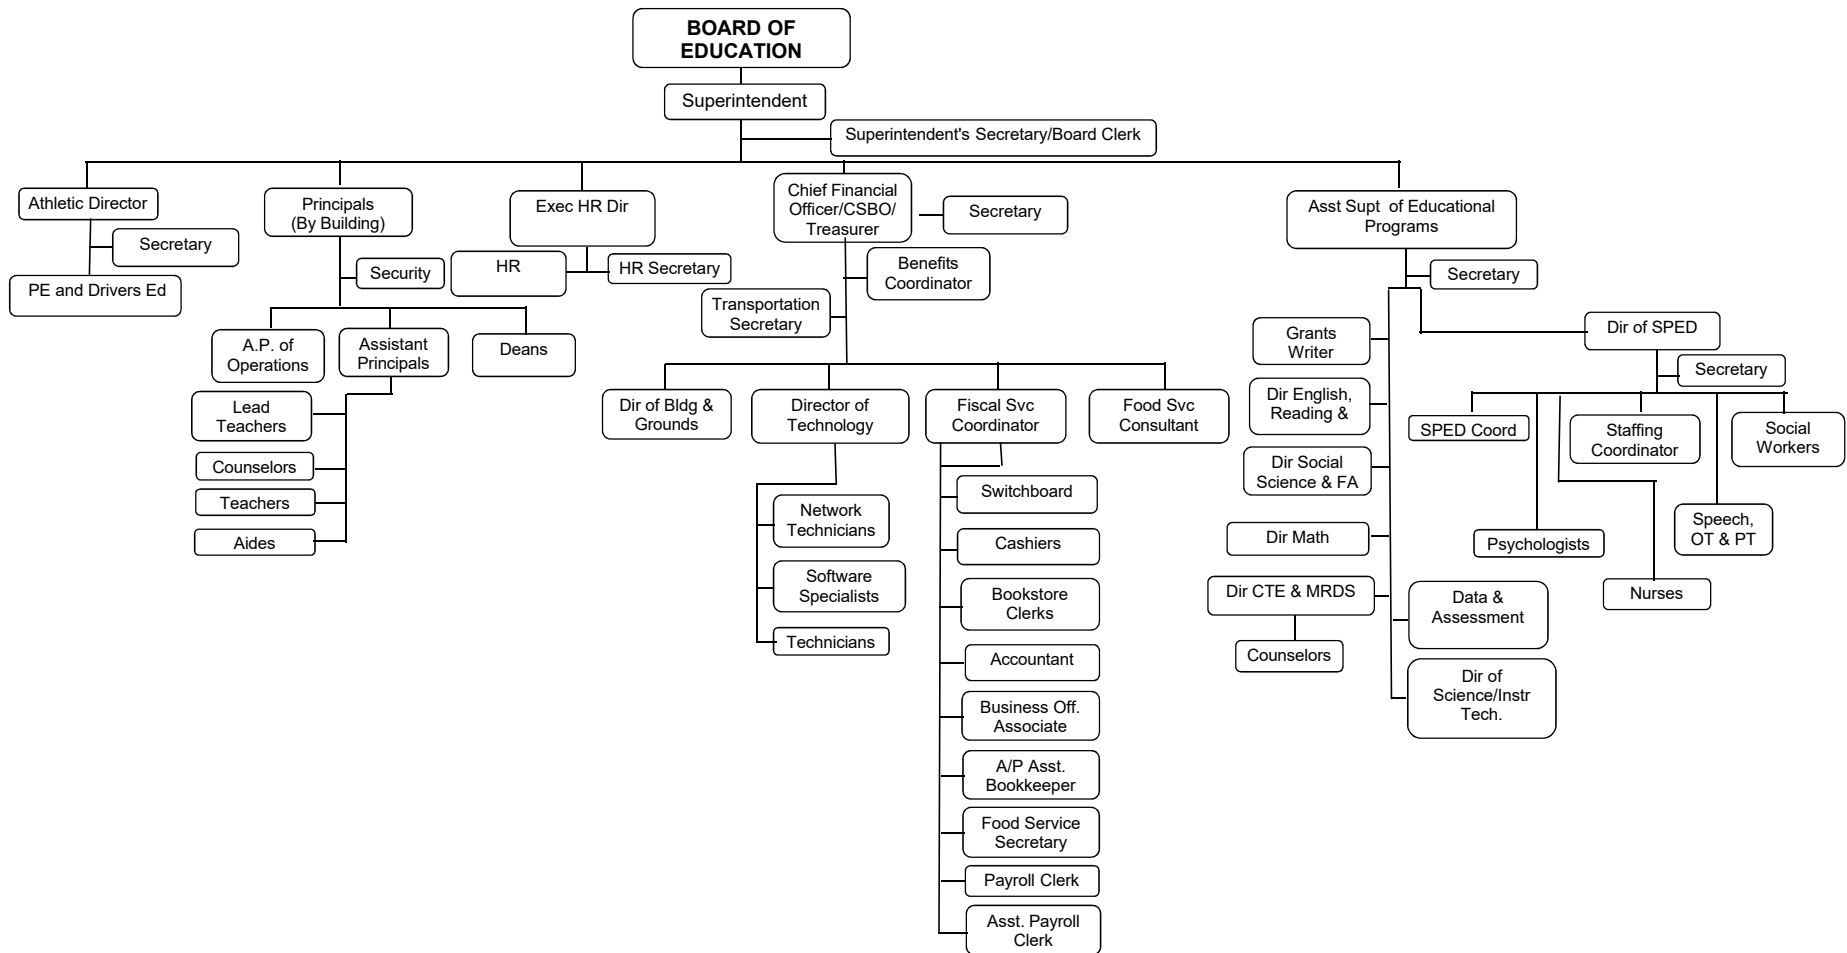 BOARD OF
EDUCATION
Superintendent
Superintendent's Secretary/Board Clerk
Athletic Director
Secretary
PE and Drivers Ed
Principals
(By Building)
Security
A.P. of
Operations
Assistant
Principals
Deans
Lead
Teachers
Counselors
Teachers
Aides
Exec HR Dir
HR
HR Secretary
Chief Financial
Officer/CSBO/
Treasurer
Secretary
Benefits
Coordinator
Transportation
Secretary
Dir of Bldg &
Grounds
Director of
Technology
Fiscal Svc
Coordinator
Food Svc
Consultant
Network
Technicians
Software
Specialists
Technicians
Switchboard
Cashiers
Bookstore
Clerks
Accountant
Business Off.
Associate
A/P Asst.
Bookkeeper
Food Service
Secretary
Payroll Clerk
Asst. Payroll
Clerk
Asst Supt of Educational
Programs
Secretary
Grants
Writer
Dir English,
Reading &
Dir Social
Science & FA
Dir Math
Dir CTE & MRDS
Counselors
Data &
Assessment
Dir of
Science/Instr
Tech.
Dir of SPED
Secretary
SPED Coord
Psychologists
Staffing
Coordinator
Nurses
Speech,
OT & PT
Social
Workers